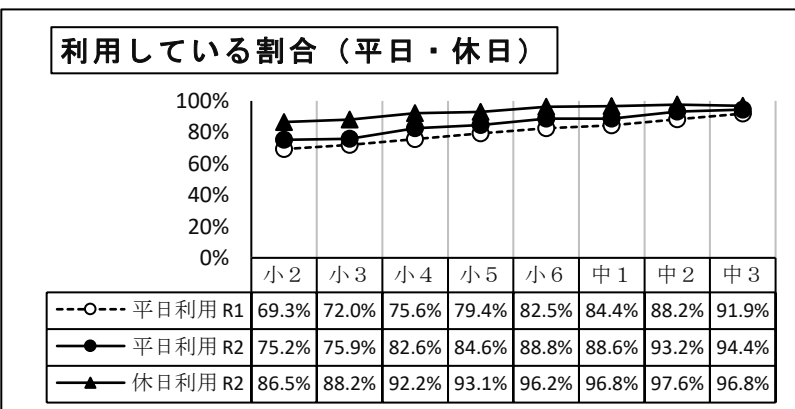 利用している割合（平日・休日）
100%
80%
60%
40%
20%
0%
小２ 小３ 小４ 小５ 小６ 中１ 中２ 中３
平日利用 R1 69.3% 72.0% 75.6% 79.4% 82.5% 84.4% 88.2% 91.9%
平日利用 R2 75.2% 75.9% 82.6% 84.6% 88.8% 88.6% 93.2% 94.4%
休日利用 R2 86.5% 88.2% 92.2% 93.1% 96.2% 96.8% 97.6% 96.8%